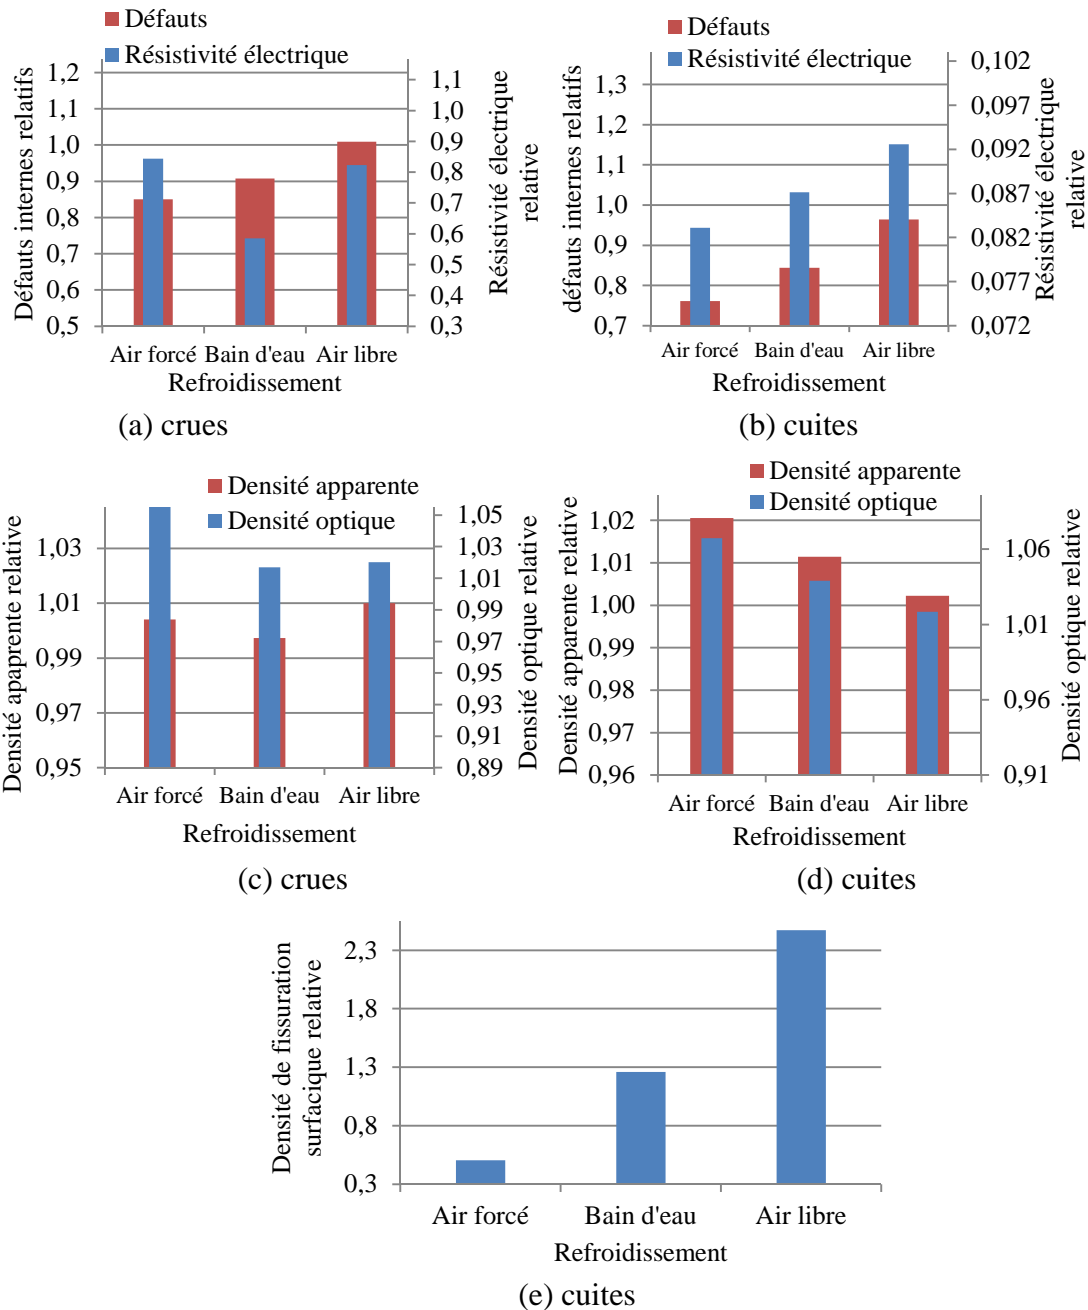 Défauts
Résistivité électrique
Défauts internes relatifs
1,2
1,1
1,0
0,9
0,8
0,7
0,6
0,5
1,1
1,0
0,9
0,8
0,7
0,6
0,5
0,4
0,3
Résistivité électrique
relative
Air forcé Bain d'eau Air libre
Refroidissement
(a) crues
Défauts
Résistivité électrique
défauts internes relatifs
1,3
1,2
1,1
1,0
0,9
0,8
0,7
0,102
0,097
0,092
0,087
0,082
0,077
0,072
Résistivité électrique
relative
Air forcé Bain d'eau Air libre
Refroidissement
(b) cuites
Densité apparente
Densité optique
Densité apaprente relative
1,03
1,01
0,99
0,97
0,95
1,05
1,03
1,01
0,99
0,97
0,95
0,93
0,91
0,89
Densité optique relative
Air forcé Bain d'eau Air libre
Refroidissement
(c) crues
Densité apparente
Densité optique
Densité apparente relative
1,02
1,01
1,00
0,99
0,98
0,97
0,96
1,06
1,01
0,96
0,91
Densité optique relative
Air forcé Bain d'eau Air libre
Refroidissement
(d) cuites
Densité de fissuration
surfacique relative
2,3
1,8
1,3
0,8
0,3
Air forcé Bain d'eau Air libre
Refroidissement
(e) cuites